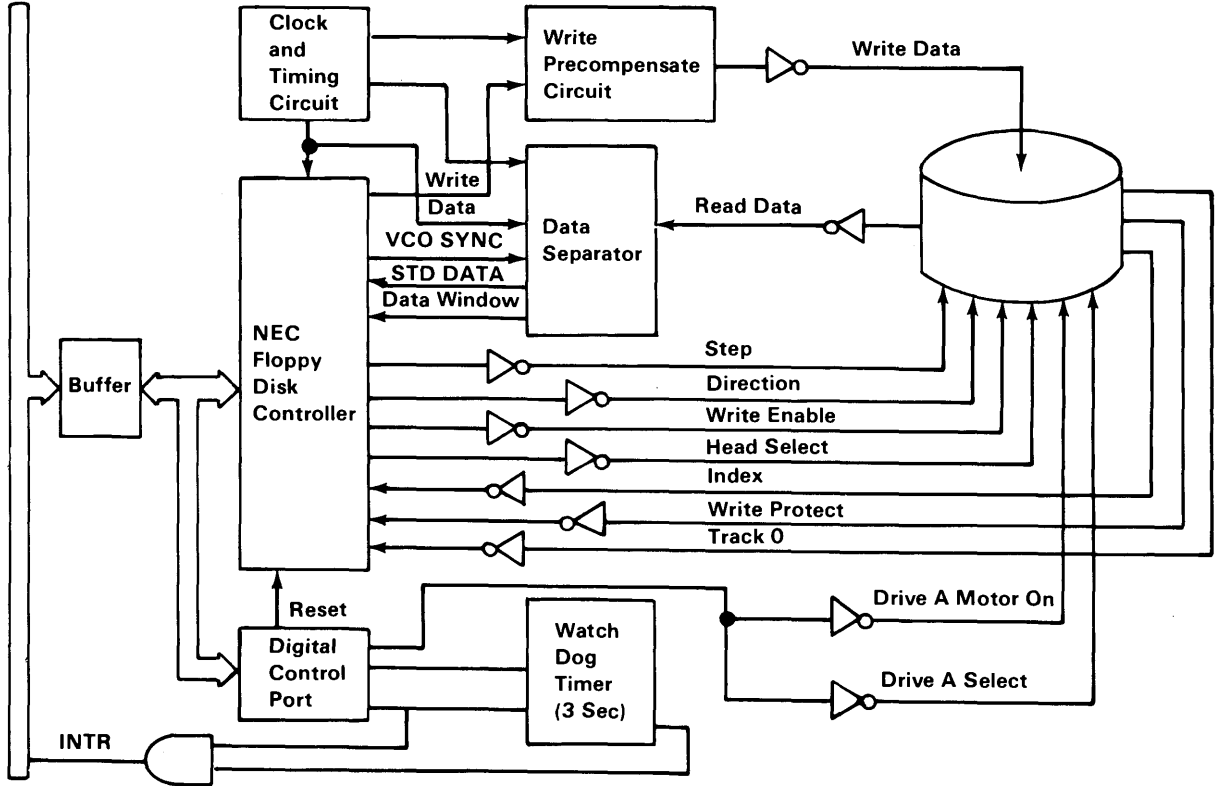 Clock
and
Timing
Circuit
Write
Precompensate
Circuit
Write Data
Write
Data
VCO SYNC
STD DATA
Data Window
Data
Separator
Read Data
NEC
Floppy
Disk
Controller
Buffer
Step
Direction
Write Enable
Head Select
Index
Write Protect
Track 0
Reset
Digital
Control
Port
Watch
Dog
Timer
(3 Sec)
Drive A Motor On
Drive A Select
INTR